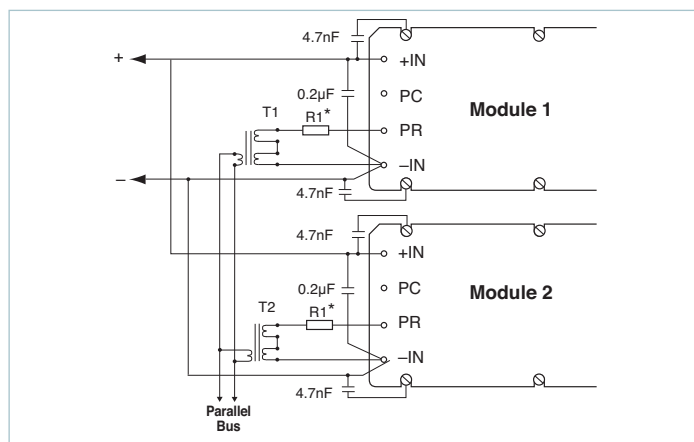 4.7nF
+
+IN
0.2µF
PC
Module 1
T1
R1*
PR
–IN
–
4.7nF
4.7nF
+IN
0.2µF
PC
Module 2
T2
R1*
PR
–IN
4.7nF
Parallel
Bus